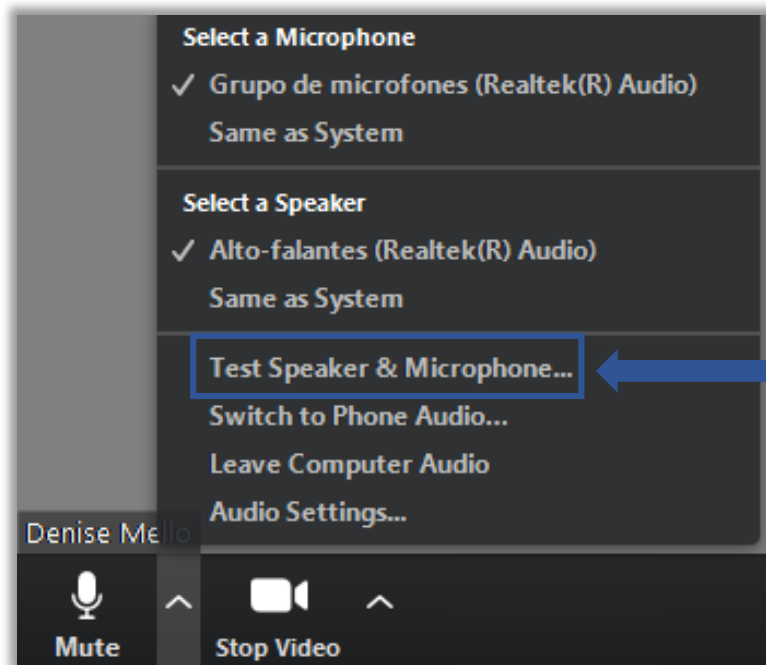 Select a Microphone
Grupo de microfones (Realtek(R) Audio)
Same as System
Select a Speaker
Alto-falantes (Realtek(R) Audio)
Same as System
Test Speaker & Microphone...
Switch to Phone Audio...
Leave Computer Audio
Audio Settings...
Denise Mello
Mute
Stop Video